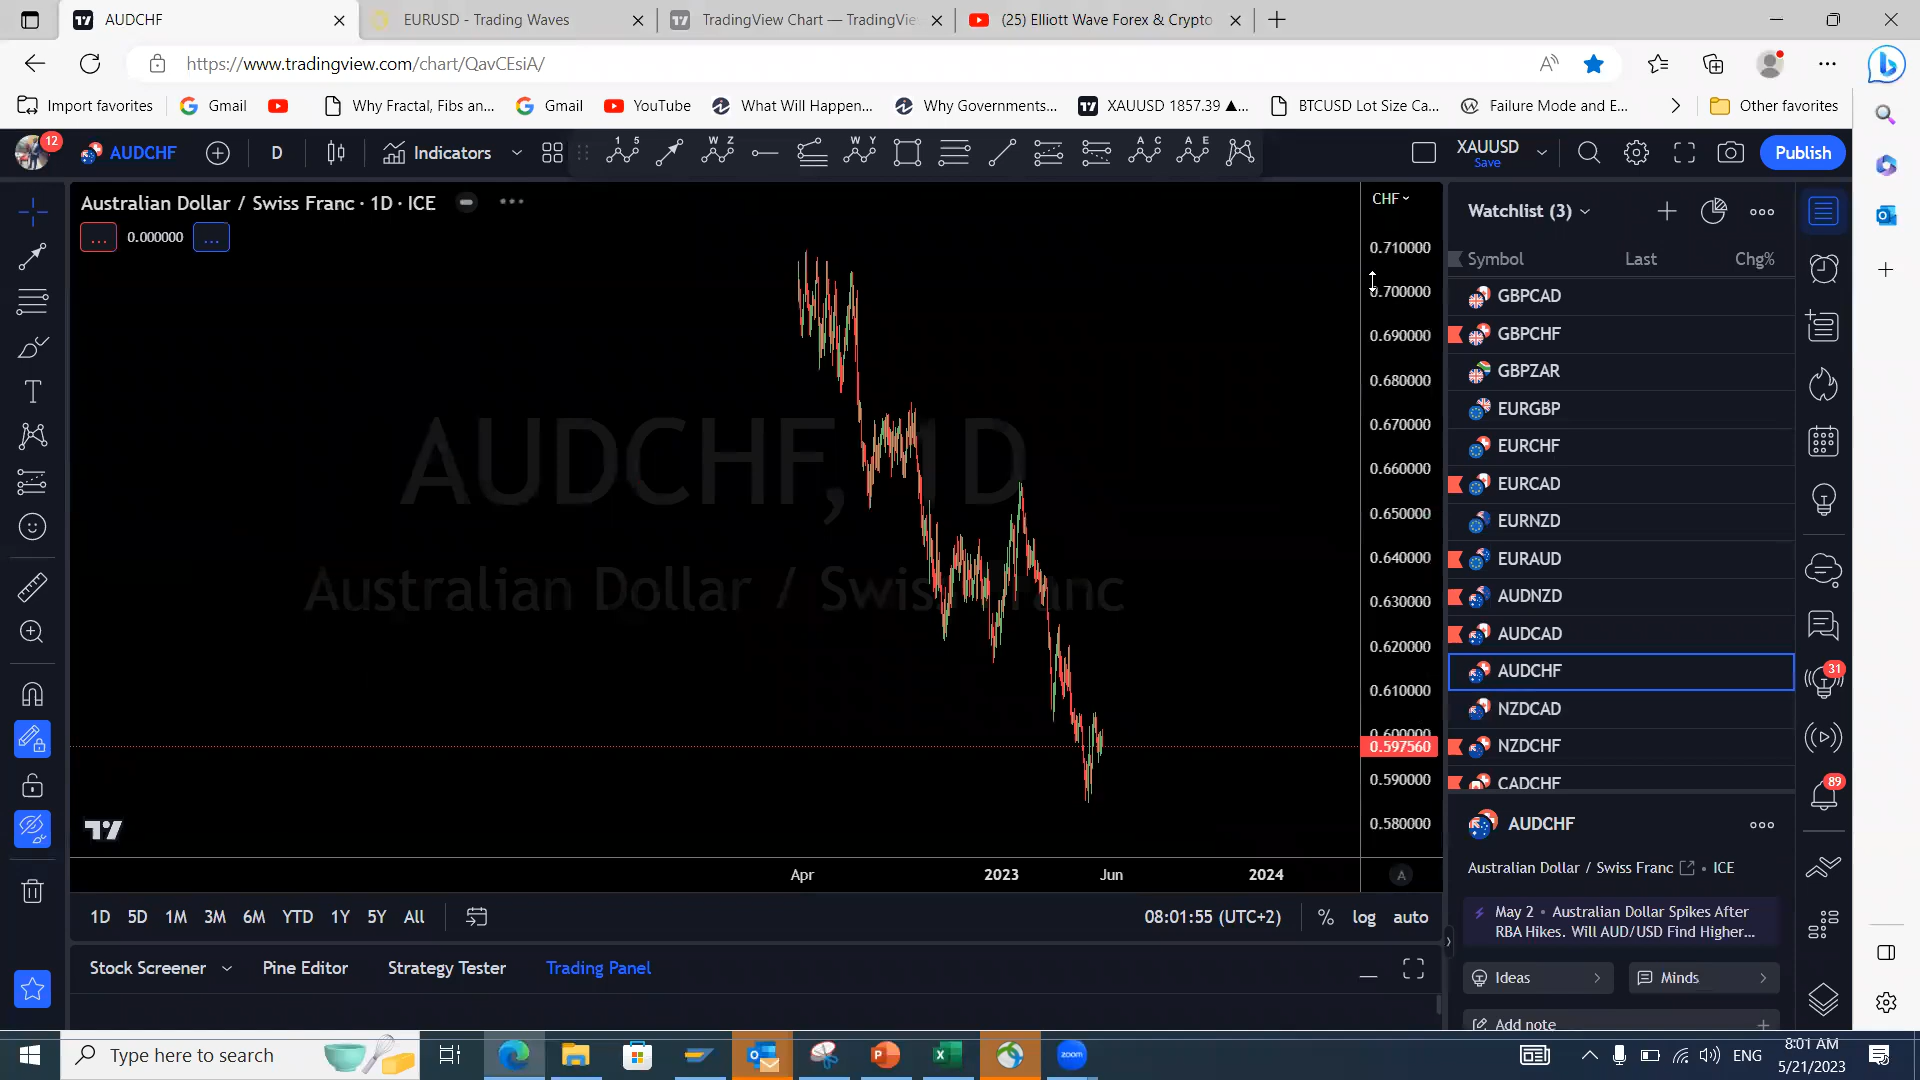 AUDCHF
EURUSD - Trading Waves
TradingView Chart — TradingVie
(25) Elliott Wave Forex & Crypto
https://www.tradingview.com/chart/QavCEsiA/
Import favorites
Gmail
Why Fractal, Fibs an...
Gmail
YouTube
What Will Happen...
Why Governments...
XAUUSD 1857.39 ▲...
BTCUSD Lot Size Ca...
Failure Mode and E...
Other favorites
12
AUDCHF
D
Indicators
XAUUSD
Save
Publish
Australian Dollar / Swiss Franc · 1D · ICE
...
0.000000
...
CHF
0.710000
0.700000
0.690000
0.680000
0.670000
0.660000
0.650000
0.640000
0.630000
0.620000
0.610000
0.600000
0.597560
0.590000
0.580000
AUDCHF, 1D
Australian Dollar / Swiss Franc
Apr
2023
Jun
2024
A
1D
5D
1M
3M
6M
YTD
1Y
5Y
All
08:01:55 (UTC+2)
%
log
auto
Stock Screener
Pine Editor
Strategy Tester
Trading Panel
Watchlist (3)
Symbol
Last
Chg%
GBPCAD
GBPCHF
GBPZAR
EURGBP
EURCHF
EURCAD
EURNZD
EURAUD
AUDNZD
AUDCAD
AUDCHF
NZDCAD
NZDCHF
CADCHF
31
89
AUDCHF
Australian Dollar / Swiss Franc
• ICE
May 2 • Australian Dollar Spikes After
RBA Hikes. Will AUD/USD Find Higher...
Ideas
Minds
Add note
Type here to search
zoom
ENG
8:01 AM
5/21/2023